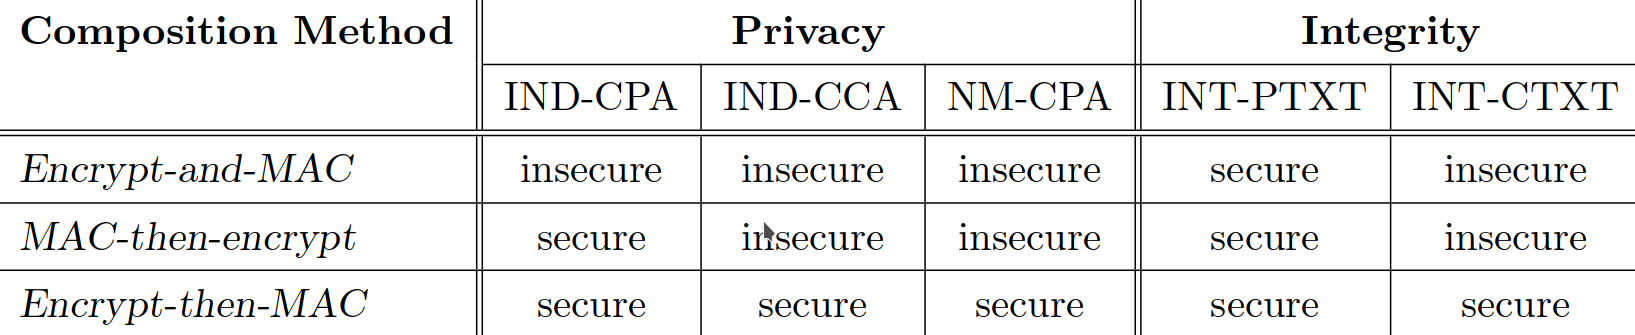 Composition Method Privacy Integrity
IND-CPA IND-CCA NM-CPA INT-PTXT INT-CTXT
Encrypt-and-MAC insecure insecure insecure secure insecure
MAC-then-encrypt secure insecure insecure secure insecure
Encrypt-then-MAC secure secure secure secure secure